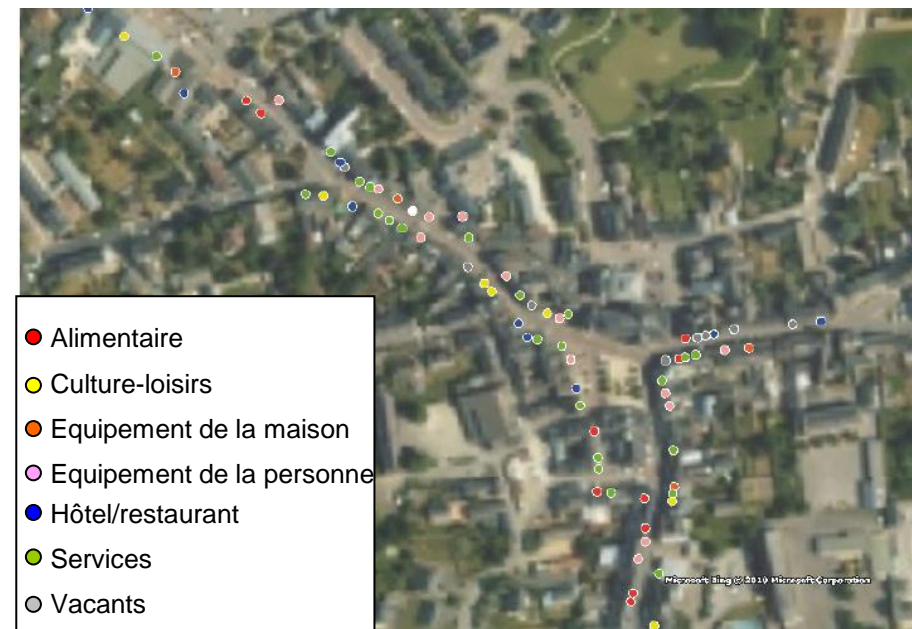 Alimentaire
Culture-loisirs
Equipement de la maison
Equipement de la personne
Hôtel/restaurant
Services
Vacants
Microsoft Bing © 2010 Microsoft Corporation